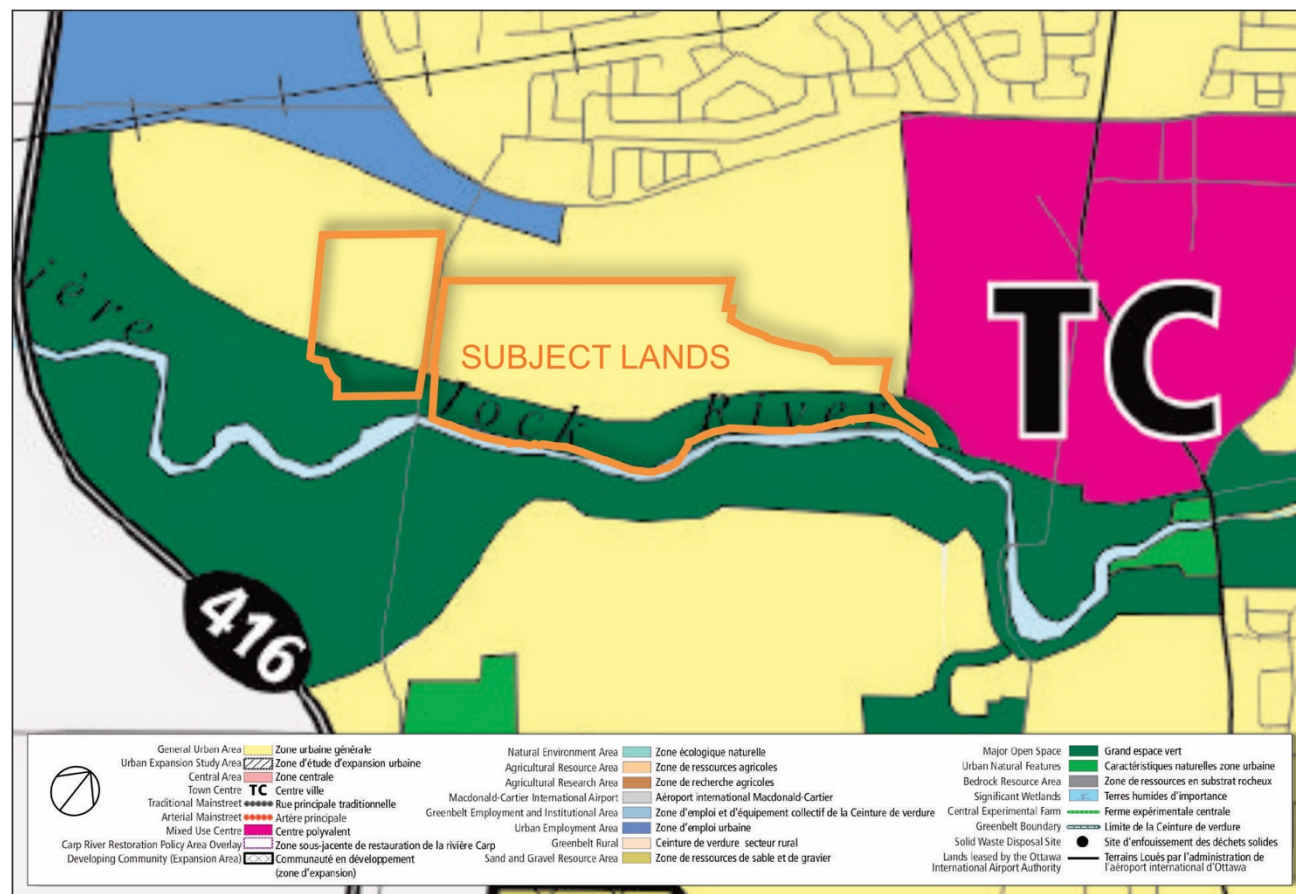 ière
Jock River
SUBJECT LANDS
TC
416
General Urban Area Zone urbaine générale
Urban Expansion Study Area Zone d'étude d'expansion urbaine
Central Area Zone centrale
Town Centre TC Centre ville
Traditional Mainstreet Rue principale traditionnelle
Arterial Mainstreet Artère principale
Mixed Use Centre Centre polyvalent
Carp River Restoration Policy Area Overlay Zone sous-jacente de restauration de la rivière Carp
Developing Community (Expansion Area) Communauté en développement
(zone d'expansion)
Natural Environment Area Zone écologique naturelle
Agricultural Resource Area Zone de ressources agricoles
Agricultural Research Area Zone de recherche agricoles
Macdonald-Cartier International Airport Aéroport international Macdonald-Cartier
Greenbelt Employment and Institutional Area Zone d'emploi et d'équipement collectif de la Ceinture de verdure
Urban Employment Area Zone d'emploi urbaine
Greenbelt Rural Ceinture de verdure secteur rural
Sand and Gravel Resource Area Zone de ressources de sable et de gravier
Major Open Space Grand espace vert
Urban Natural Features Caractéristiques naturelles zone urbaine
Bedrock Resource Area Zone de ressources en substrat rocheux
Significant Wetlands Terres humides d'importance
Central Experimental Farm Ferme expérimentale centrale
Greenbelt Boundary Limite de la Ceinture de verdure
Solid Waste Disposal Site Site d'enfouissement des déchets solides
Lands leased by the Ottawa Terrains Loués par l'administration de
International Airport Authority l'aéroport international d'Ottawa